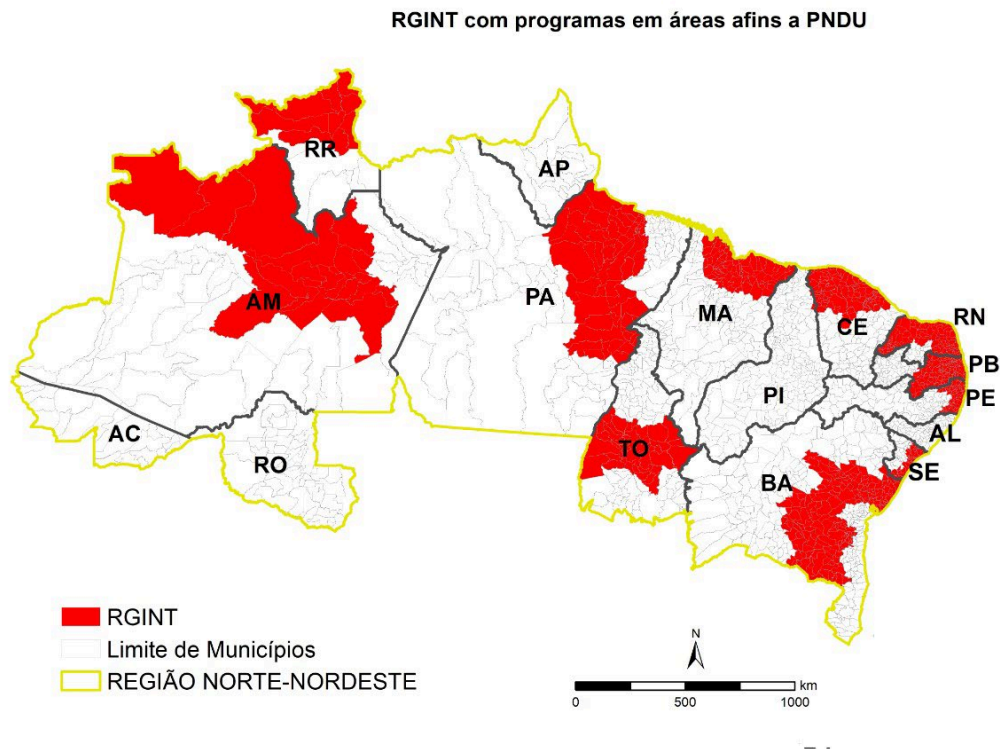 RGINT com programas em áreas afins a PNDU
RR
AP
AM
PA
MA
CE
RN
PB
PE
PI
AL
SE
TO
BA
AC
RO
RGINT
Limite de Municípios
REGIÃO NORTE-NORDESTE
N
km
0 500 1000